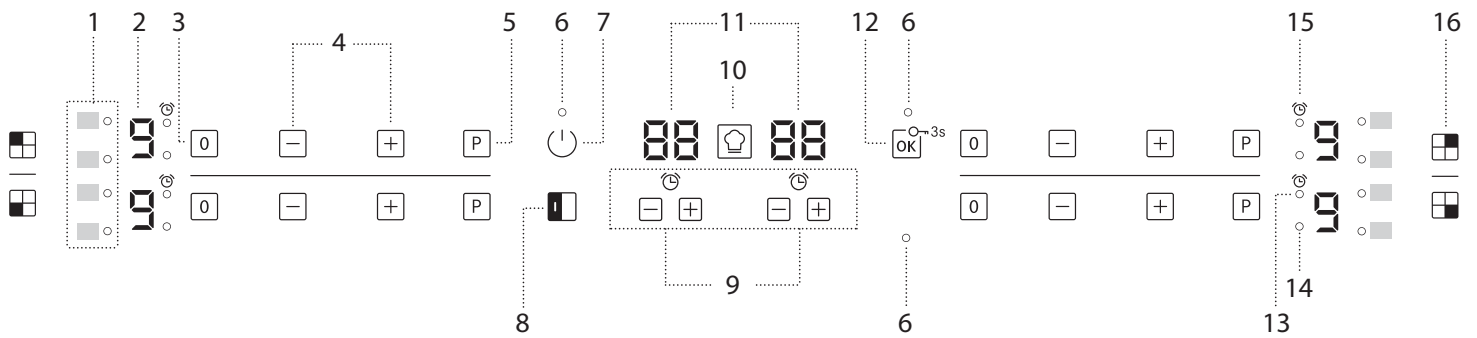 1 2 3 4 5 6 7 11 12 6 15 16
10
9 0 − + P 88 88 OK 3s 0 − + P 9
9 0 − + P − + − + 0 − + P 9
8 9 6 13 14